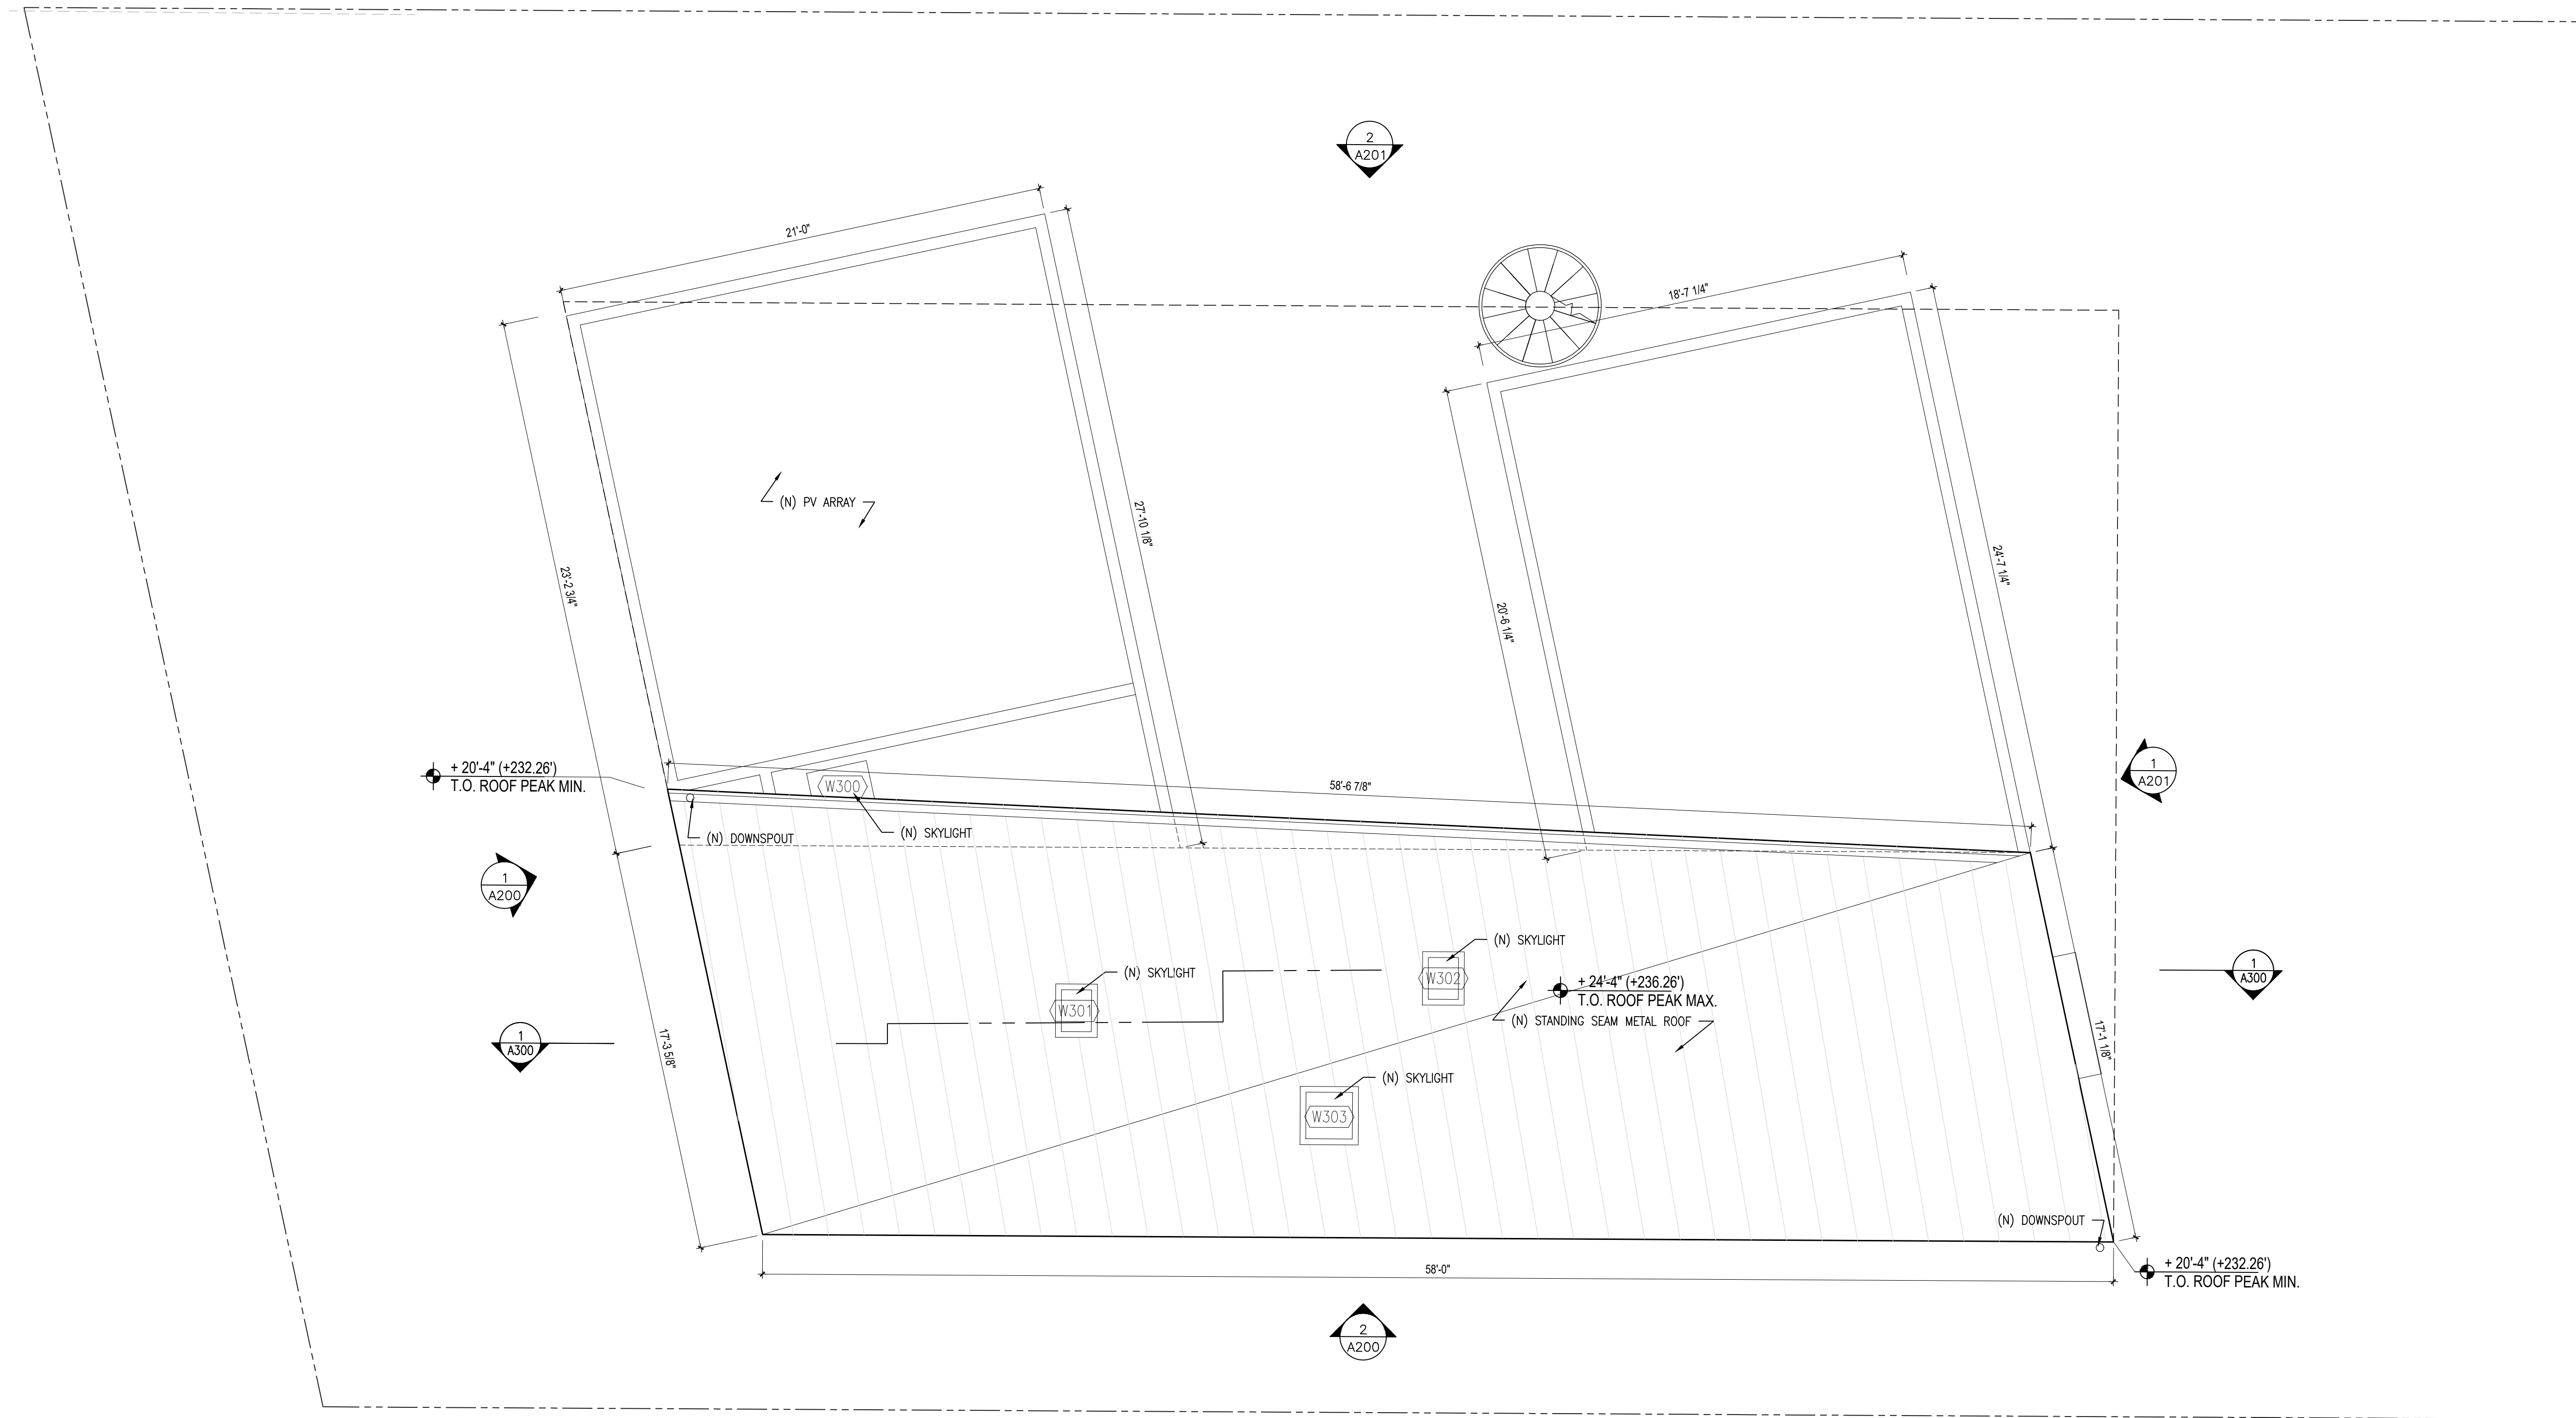 2
A201
21'-0"
18'-7 1/4"
(N) PV ARRAY
27'-10 1/8"
23'-2 3/4"
24'-7 1/4"
20'-6 1/4"
+ 20'-4" (+232.26')
T.O. ROOF PEAK MIN.
W300
58'-6 7/8"
1
A201
(N) DOWNSPOUT
(N) SKYLIGHT
1
A200
(N) SKYLIGHT
(N) SKYLIGHT
W302
W301
+ 24'-4" (+236.26')
T.O. ROOF PEAK MAX.
(N) STANDING SEAM METAL ROOF
1
A300
1
A300
17'-3 5/8"
17'-1 1/8"
(N) SKYLIGHT
W303
(N) DOWNSPOUT
58'-0"
+ 20'-4" (+232.26')
T.O. ROOF PEAK MIN.
2
A200